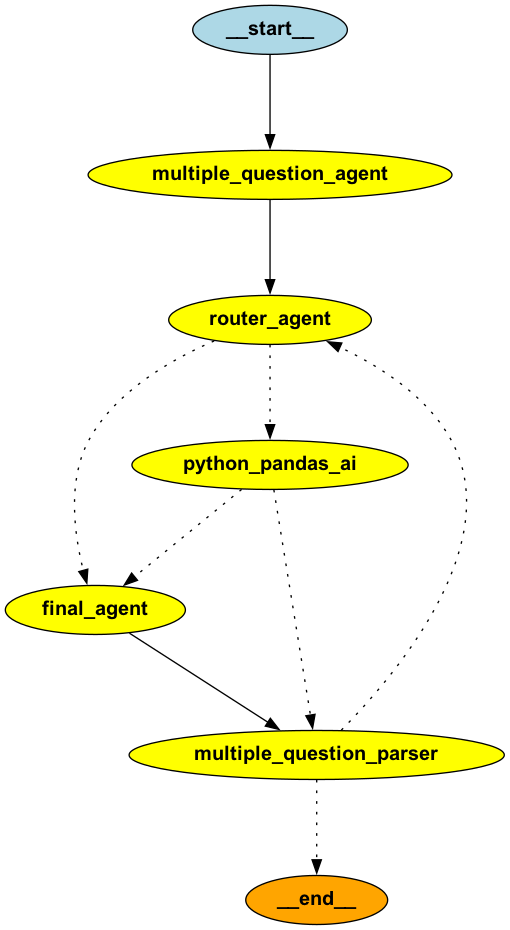 __start__
multiple_question_agent
router_agent
python_pandas_ai
final_agent
multiple_question_parser
__end__